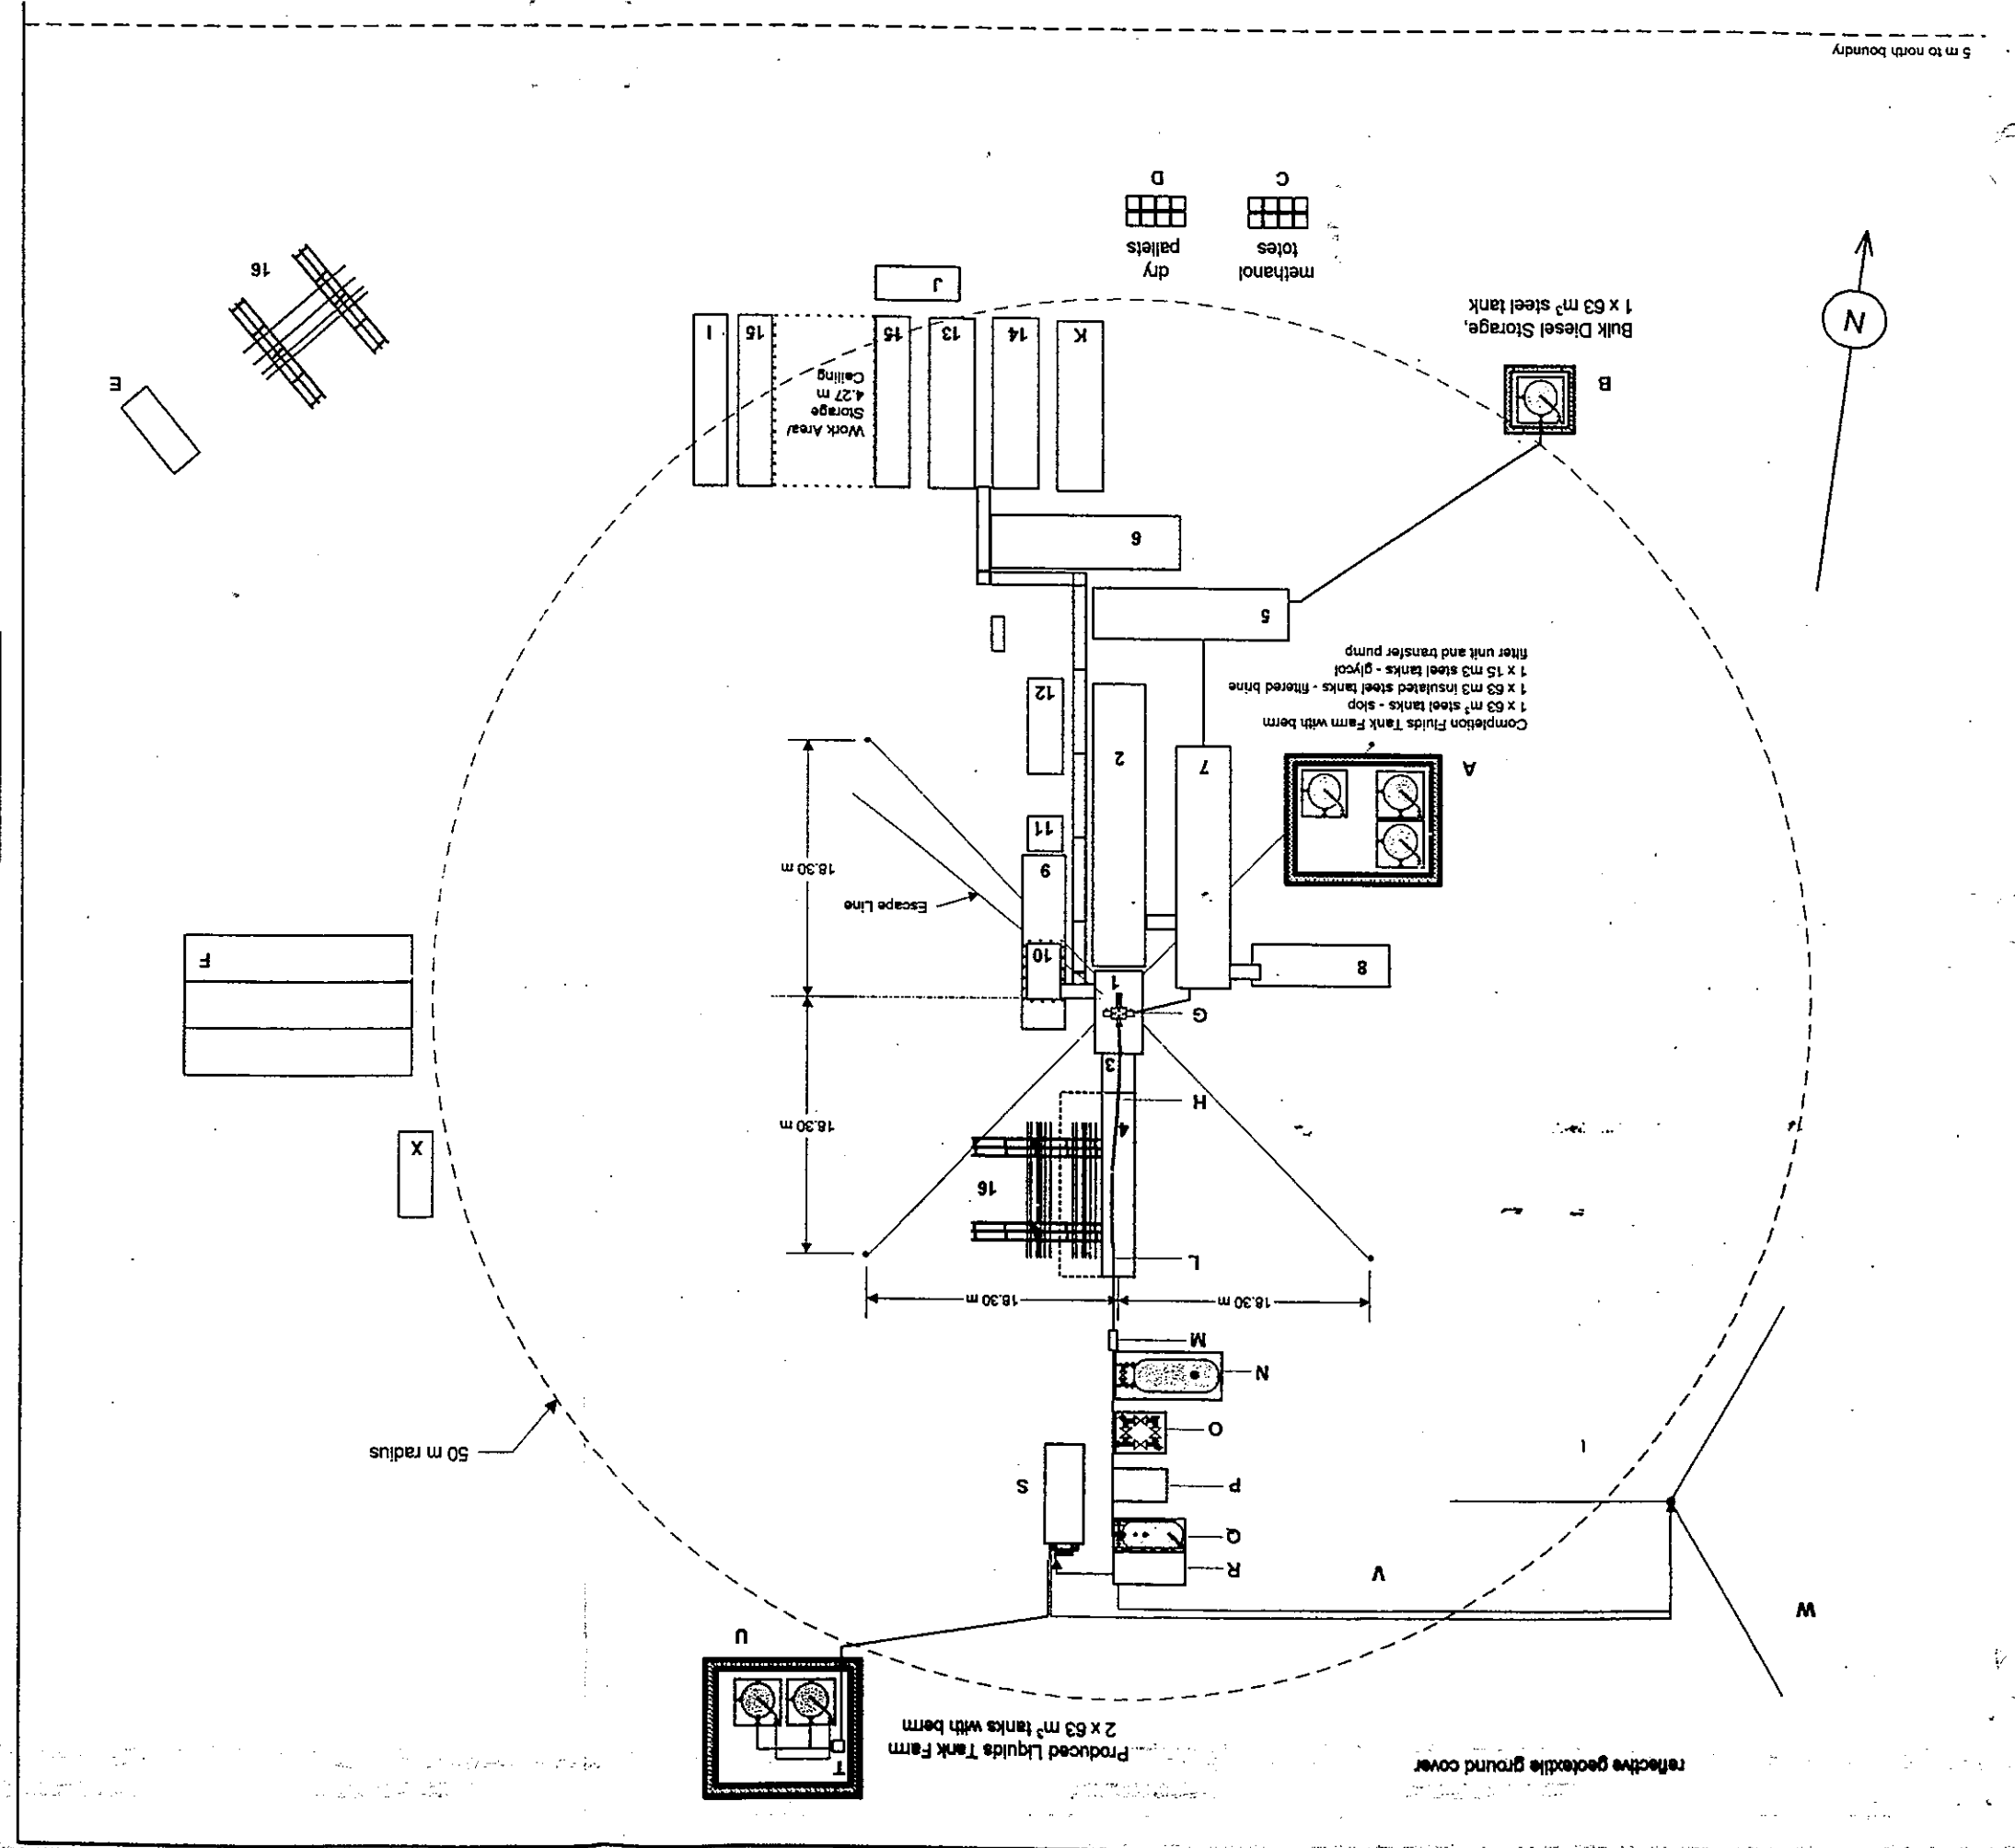 reflective geotextile ground cover
Produced Liquids Tank Farm
2 x 63 m³ tanks with berm
T
U
W
V
R
Q
P
S
O
N
M
50 m radius
18.30 m
18.30 m
L
16
H
4
X
18.30 m
3
G
1
8
10
F
Escape Line
9
18.30 m
11
A
7
2
12
Completion Fluids Tank Farm with berm
1 x 63 m³ steel tanks - slop
1 x 63 m3 insulated steel tanks - filtered brine
1 x 15 m3 steel tanks - glycol
filter unit and transfer pump
5
6
Work Area/
Storage
4.27 m
Ceiling
B
E
K
14
13
15
15
I
Bulk Diesel Storage,
1 x 63 m³ steel tank
N
J
16
methanol
totes
C
dry
pallets
D
5 m to north boundry